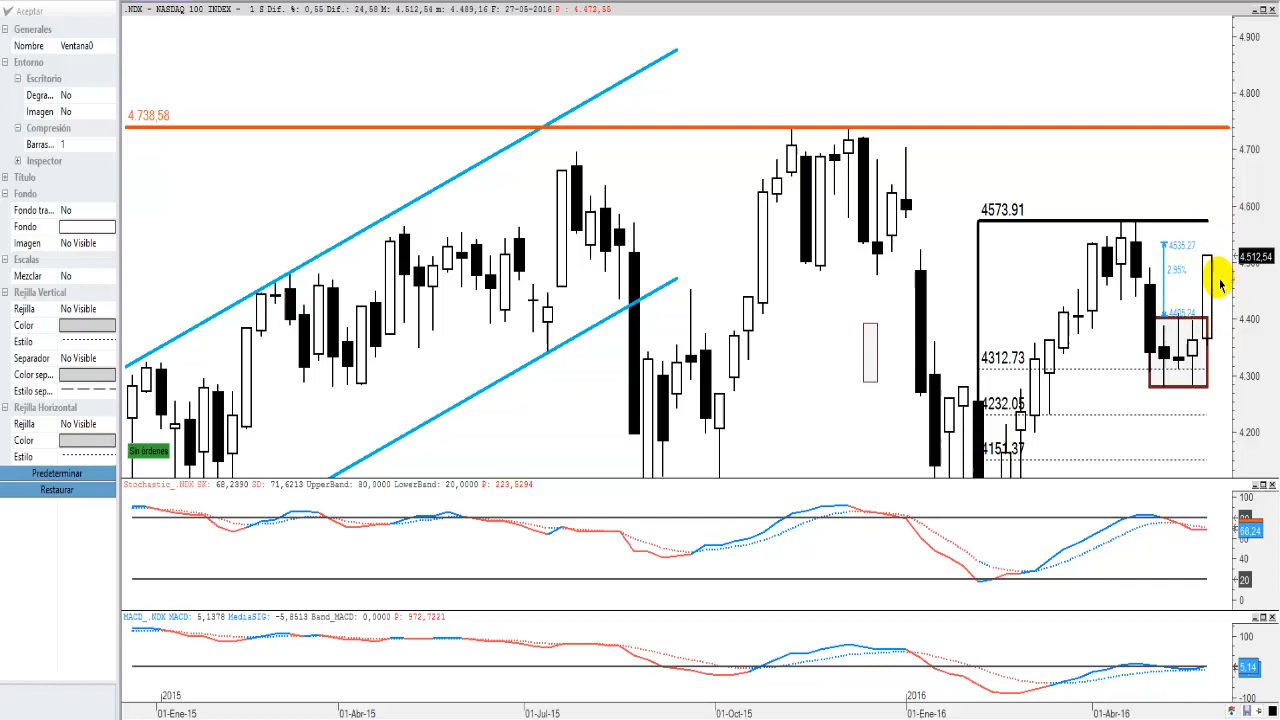 Aceptar
Generales
Nombre Ventana0
Entorno
Escritorio
Degra... No
Imagen No
Compresión
Barras... 1
Inspector
Título
Fondo
Fondo tra... No
Fondo
Imagen No Visible
Escalas
Mezclar No
Rejilla Vertical
Rejilla No Visible
Color
Estilo
Separador No Visible
Color sep...
Estilo sep...
Rejilla Horizontal
Rejilla No Visible
Color
Estilo
Predeterminar
Restaurar
.NDX - NASDAQ 100 INDEX - 1 S Dif. %: 0,55 Dif.: 24,58 M: 4.512,54 m: 4.489,16 F: 27-05-2016 P : 4.472,55
4.738,58
4573.91
4535.27
2.95%
4405.24
4312.73
4232.05
4151.37
Sin órdenes
4.900
4.800
4.700
4.600
4.512,54
4.400
4.300
4.200
Stochastic_.NDX SK: 68,2390 SD: 71,6213 UpperBand: 80,0000 LowerBand: 20,0000 P: 223,5294
100
68,24
40
20
0
MACD_.NDX MACD: 5,1378 MediaSIG: -5,8513 Band_MACD: 0,0000 P: 972,7221
100
5,14
-100
2015 2016
01-Ene-15 01-Abr-15 01-Jul-15 01-Oct-15 01-Ene-16 01-Abr-16